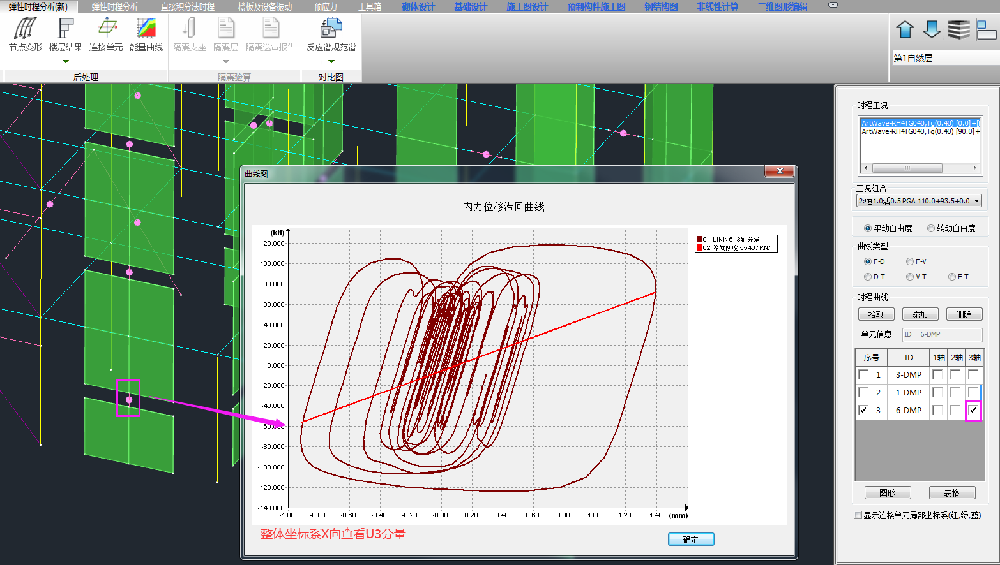 弹性时程分析(新)
弹性时程分析
直接积分法时程
楼板及设备振动
预应力
工具箱
砌体设计
基础设计
施工图设计
预制构件施工图
钢结构图
非线性计算
二维图形编辑
节点变形
楼层结果
连接单元
能量曲线
隔震支座
隔震层
隔震送审报告
反应谱规范谱
后处理
隔震验算
对比图
第1自然层
时程工况
ArtWave-RH4TG040,Tg(0.40) [0.0]+[
ArtWave-RH4TG040,Tg(0.40) [90.0]+
工况组合
2:恒1.0活0.5 PGA 110.0+93.5+0.0
平动自由度
转动自由度
曲线类型
F-D
F-V
D-T
V-T
F-T
时程曲线
拾取
添加
删除
单元信息
ID = 6-DMP
序号 ID 1轴 2轴 3轴
1 3-DMP
2 1-DMP
3 6-DMP
图形
表格
显示连接单元局部坐标系(红,绿,蓝)
曲线图
内力位移滞回曲线
(kN)
120.000
100.000
80.000
60.000
40.000
20.000
0.000
-20.000
-40.000
-60.000
-80.000
-100.000
-120.000
-140.000
-1.00 -0.80 -0.60 -0.40 -0.20 -0.00 0.20 0.40 0.60 0.80 1.00 1.20 1.40 (mm)
01 LINK-6: 3轴分量
02 等效刚度 55407KN/m
整体坐标系X向查看U3分量
确定